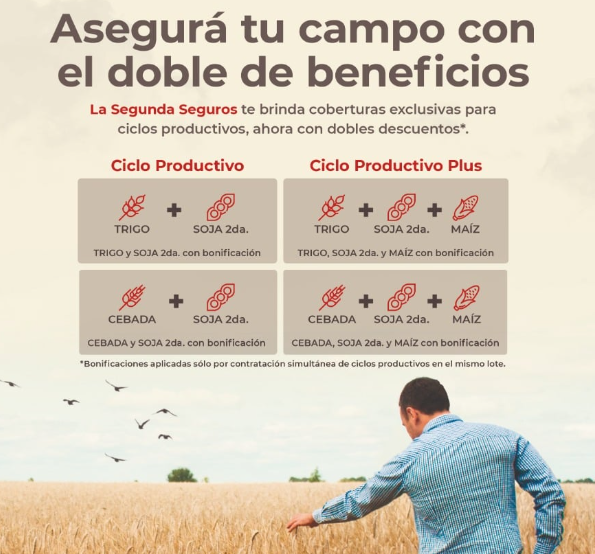 Asegurá tu campo con
el doble de beneficios
La Segunda Seguros te brinda coberturas exclusivas para
ciclos productivos, ahora con dobles descuentos*.
Ciclo Productivo
TRIGO + SOJA 2da.
TRIGO y SOJA 2da. con bonificación
CEBADA + SOJA 2da.
CEBADA y SOJA 2da. con bonificación
Ciclo Productivo Plus
TRIGO + SOJA 2da. + MAÍZ
TRIGO, SOJA 2da. y MAÍZ con bonificación
CEBADA + SOJA 2da. + MAÍZ
CEBADA, SOJA 2da. y MAÍZ con bonificación
*Bonificaciones aplicadas sólo por contratación simultánea de ciclos productivos en el mismo lote.